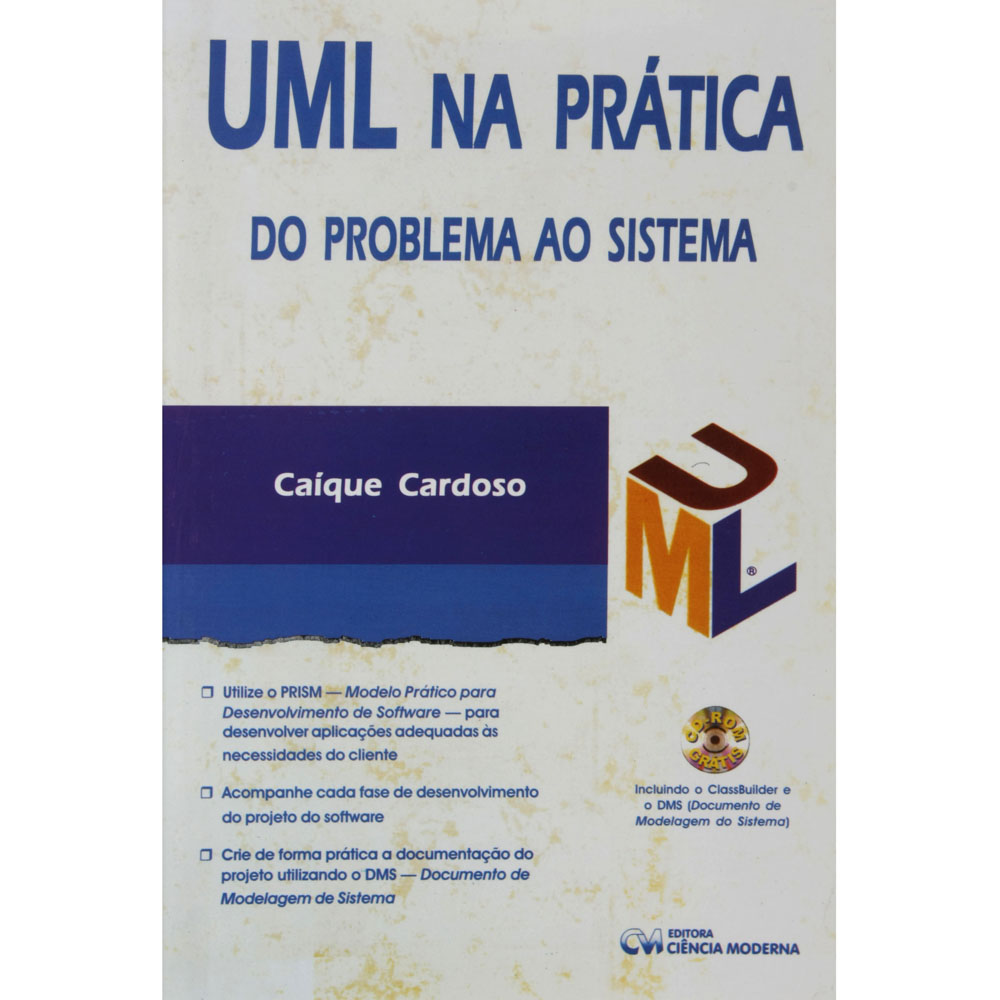 UML NA PRÁTICA
DO PROBLEMA AO SISTEMA
Caíque Cardoso
UML®
❒ Utilize o PRISM — Modelo Prático para
Desenvolvimento de Software — para
desenvolver aplicações adequadas às
necessidades do cliente
❒ Acompanhe cada fase de desenvolvimento
do projeto do software
❒ Crie de forma prática a documentação do
projeto utilizando o DMS — Documento de
Modelagem de Sistema
CD-ROM
GRÁTIS
Incluindo o ClassBuilder e
o DMS (Documento de
Modelagem do Sistema)
EDITORA
CIÊNCIA MODERNA